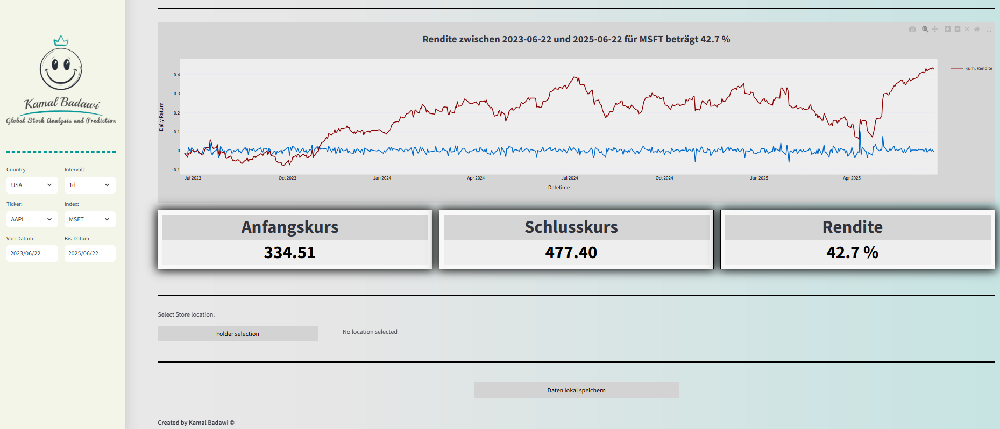 Kamal Badawi
Global Stock Analysis and Prediction
Country:
Intervall:
USA
1d
Ticker:
Index:
AAPL
MSFT
Von-Datum:
Bis-Datum:
2023/06/22
2025/06/22
Rendite zwischen 2023-06-22 und 2025-06-22 für MSFT beträgt 42.7 %
Kum. Rendite
Daily Return
0.4
0.3
0.2
0.1
0
−0.1
Jul 2023
Oct 2023
Jan 2024
Apr 2024
Jul 2024
Oct 2024
Jan 2025
Apr 2025
Datetime
Anfangskurs
334.51
Schlusskurs
477.40
Rendite
42.7 %
Select Store location:
Folder selection
No location selected
Daten lokal speichern
Created by Kamal Badawi ©